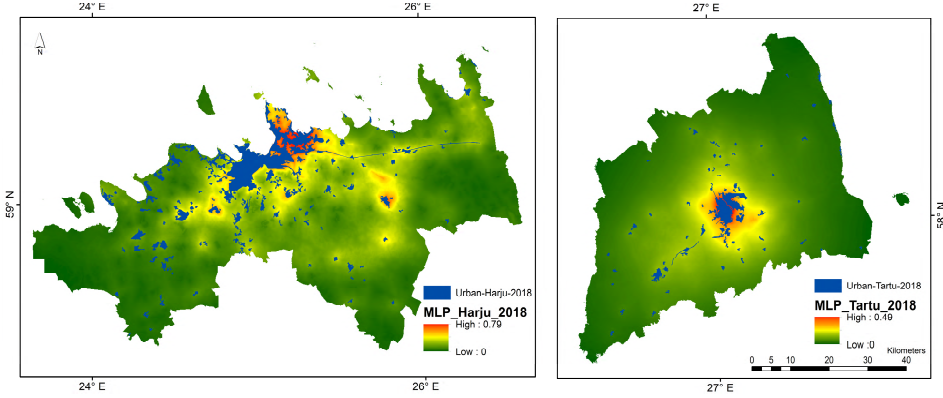 24° E
26° E
27° E
N
59° N
58° N
Urban-Harju-2018
MLP_Harju_2018
High : 0.79
Low : 0
Urban-Tartu-2018
MLP_Tartu_2018
High : 0.49
Low :0
Kilometers
0 5 10 20 30 40
24° E
26° E
27° E